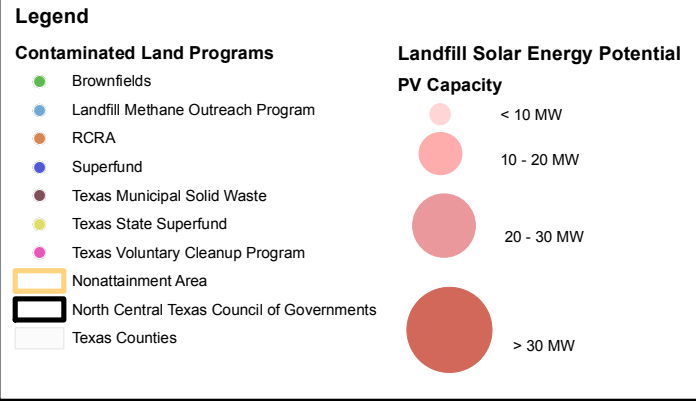 Legend
Contaminated Land Programs
Brownfields
Landfill Methane Outreach Program
RCRA
Superfund
Texas Municipal Solid Waste
Texas State Superfund
Texas Voluntary Cleanup Program
Nonattainment Area
North Central Texas Council of Governments
Texas Counties
Landfill Solar Energy Potential
PV Capacity
< 10 MW
10 - 20 MW
20 - 30 MW
> 30 MW